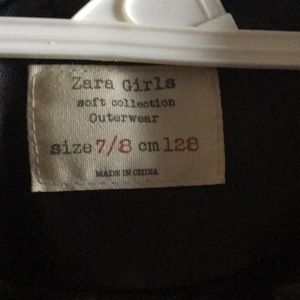 Zara Girls
soft collection
Outerwear
size 7/8 cm 128
MADE IN CHINA